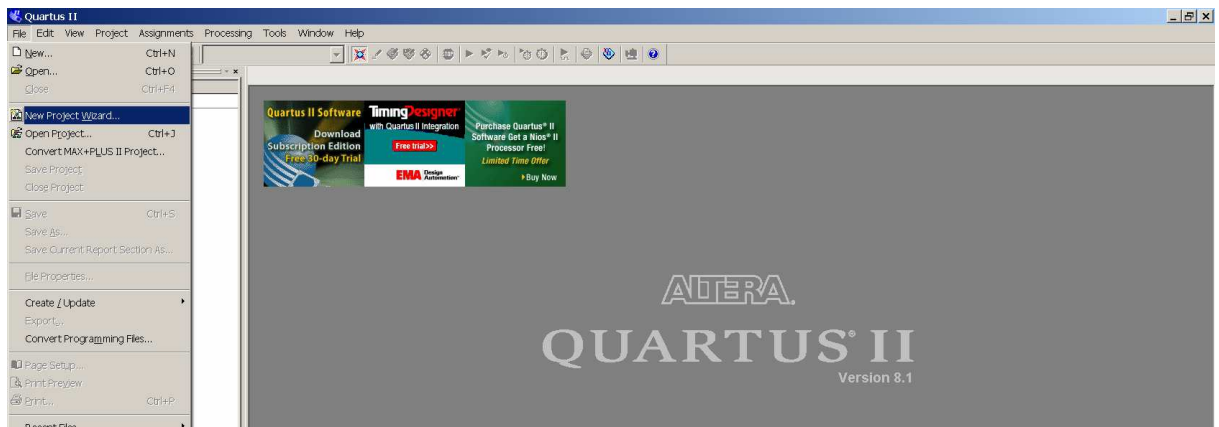 Quartus II
File Edit View Project Assignments Processing Tools Window Help
New... Ctrl+N
Open... Ctrl+O
Close Ctrl+F4
New Project Wizard...
Open Project... Ctrl+J
Convert MAX+PLUS II Project...
Save Project
Close Project
Save Ctrl+S
Save As...
Save Current Report Section As...
File Properties...
Create / Update
Export...
Convert Programming Files...
Page Setup...
Print Preview
Print... Ctrl+P
Recent Files
Quartus II Software
Download
Subscription Edition
Free 30-day Trial
TimingDesigner
with Quartus II Integration
Free trial>>
EMA Design Automation
Purchase Quartus® II
Software Get a Nios® II
Processor Free!
Limited Time Offer
Buy Now
ALTERA
QUARTUS® II
Version 8.1